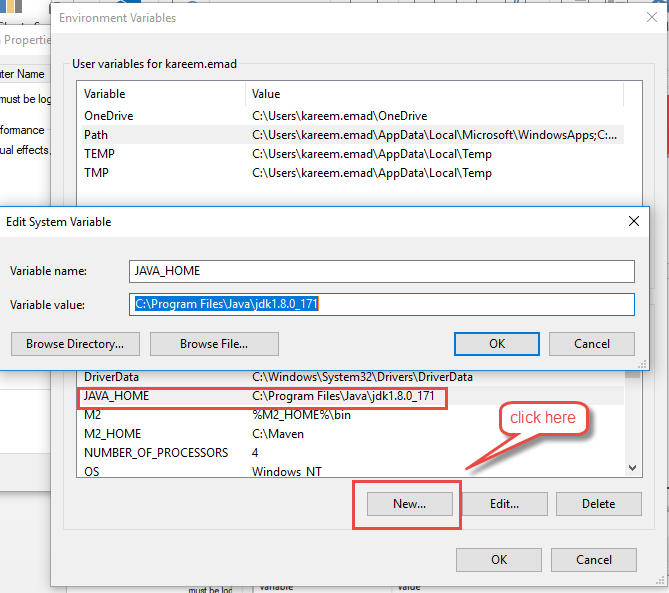 Environment Variables
Properties
User variables for kareem.emad
uter Name
Variable Value
must be log
OneDrive C:\Users\kareem.emad\OneDrive
Path C:\Users\kareem.emad\AppData\Local\Microsoft\WindowsApps;C:...
formance
TEMP C:\Users\kareem.emad\AppData\Local\Temp
ual effects,
TMP C:\Users\kareem.emad\AppData\Local\Temp
Edit System Variable
Variable name: JAVA_HOME
Variable value: C:\Program Files\Java\jdk1.8.0_171
Browse Directory... Browse File... OK Cancel
DriverData C:\Windows\System32\Drivers\DriverData
JAVA_HOME C:\Program Files\Java\jdk1.8.0_171
M2 %M2_HOME%\bin
click here
M2_HOME C:\Maven
NUMBER_OF_PROCESSORS 4
OS Windows_NT
New... Edit... Delete
OK Cancel
must be log
Variable Value